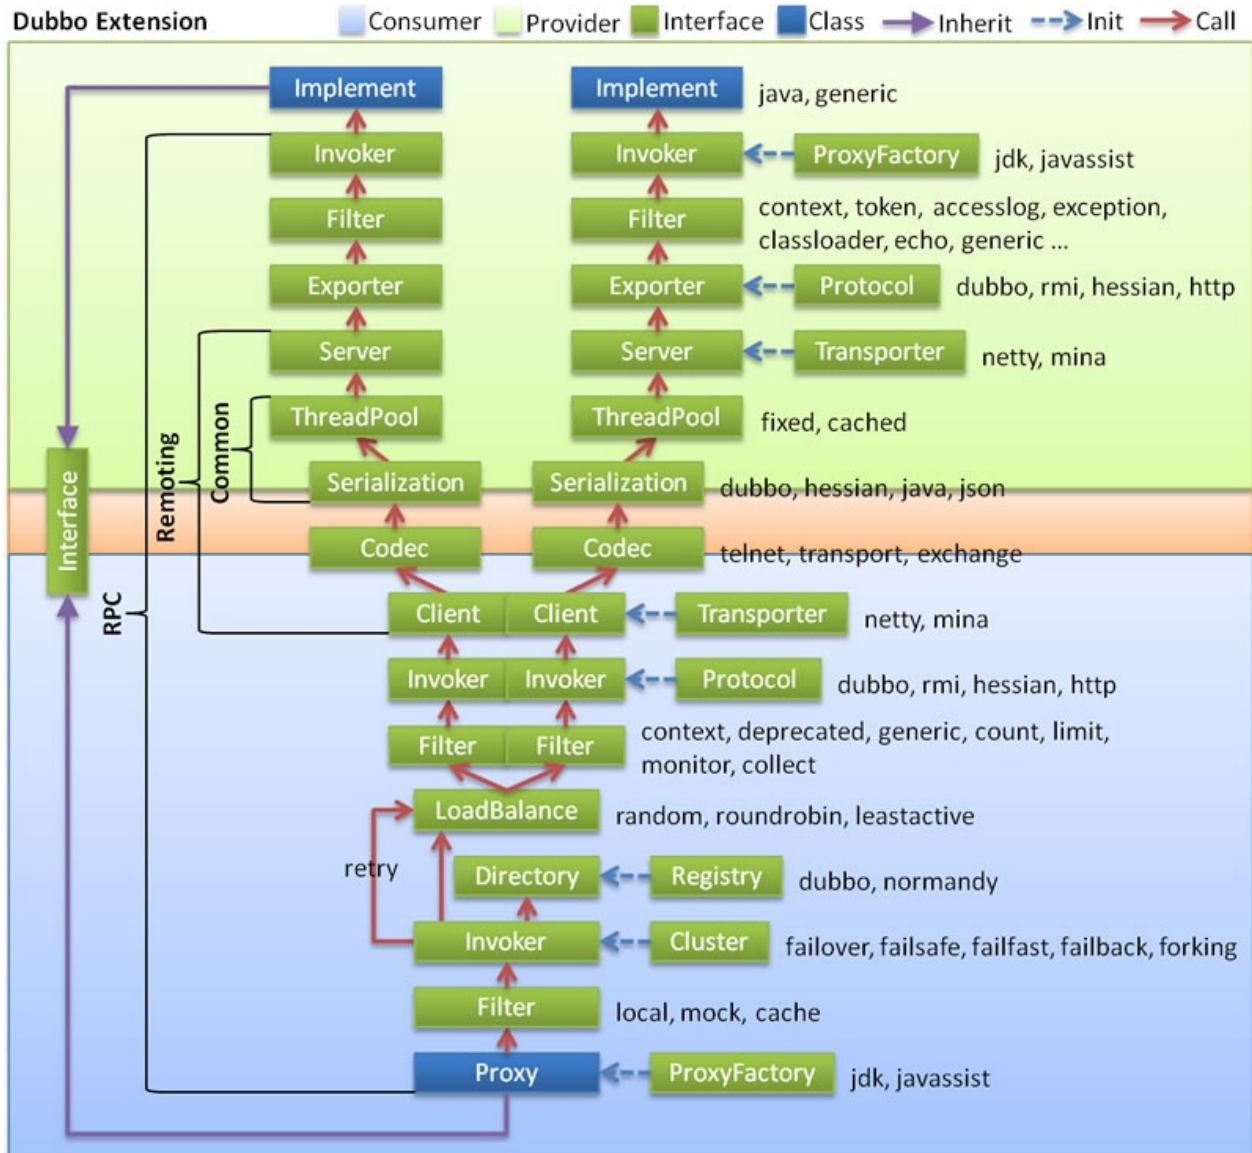 Dubbo Extension Consumer Provider Interface Class Inherit Init Call
Implement Implement java, generic
Invoker Invoker ProxyFactory jdk, javassist
Filter Filter context, token, accesslog, exception,
classloader, echo, generic ...
Exporter Exporter Protocol dubbo, rmi, hessian, http
Server Server Transporter netty, mina
ThreadPool ThreadPool fixed, cached
Common
Remoting
Interface
RPC
Serialization Serialization dubbo, hessian, java, json
Codec Codec telnet, transport, exchange
Client Client Transporter netty, mina
Invoker Invoker Protocol dubbo, rmi, hessian, http
Filter Filter context, deprecated, generic, count, limit,
monitor, collect
LoadBalance random, roundrobin, leastactive
retry
Directory Registry dubbo, normandy
Invoker Cluster failover, failsafe, failfast, failback, forking
Filter local, mock, cache
Proxy ProxyFactory jdk, javassist